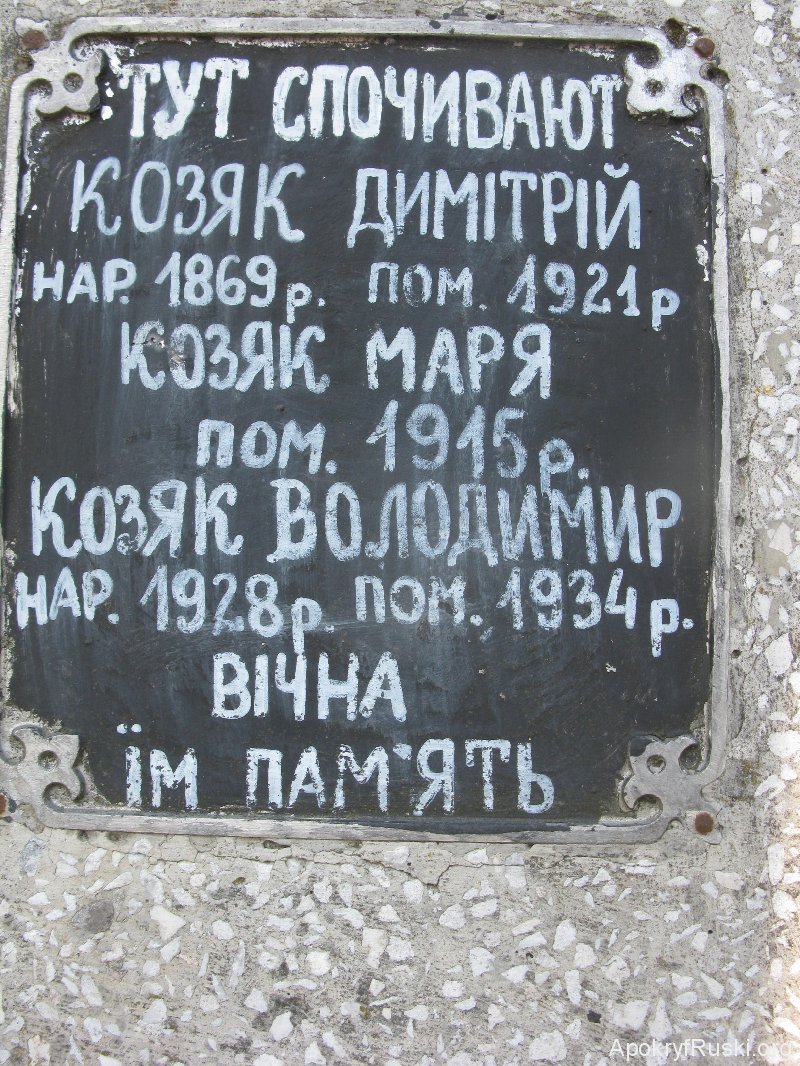 ТУТ СПОЧИВАЮТ
КОЗЯК ДИМІТРІЙ
НАР. 1869 р. ПОМ. 1921 р
КОЗЯК МАРЯ
ПОМ. 1915 р.
КОЗЯК ВОЛОДИМИР
НАР. 1928 р. ПОМ. 1934 р.
ВІЧНА
ЇМ ПАМ'ЯТЬ
ApokryfRuski.org